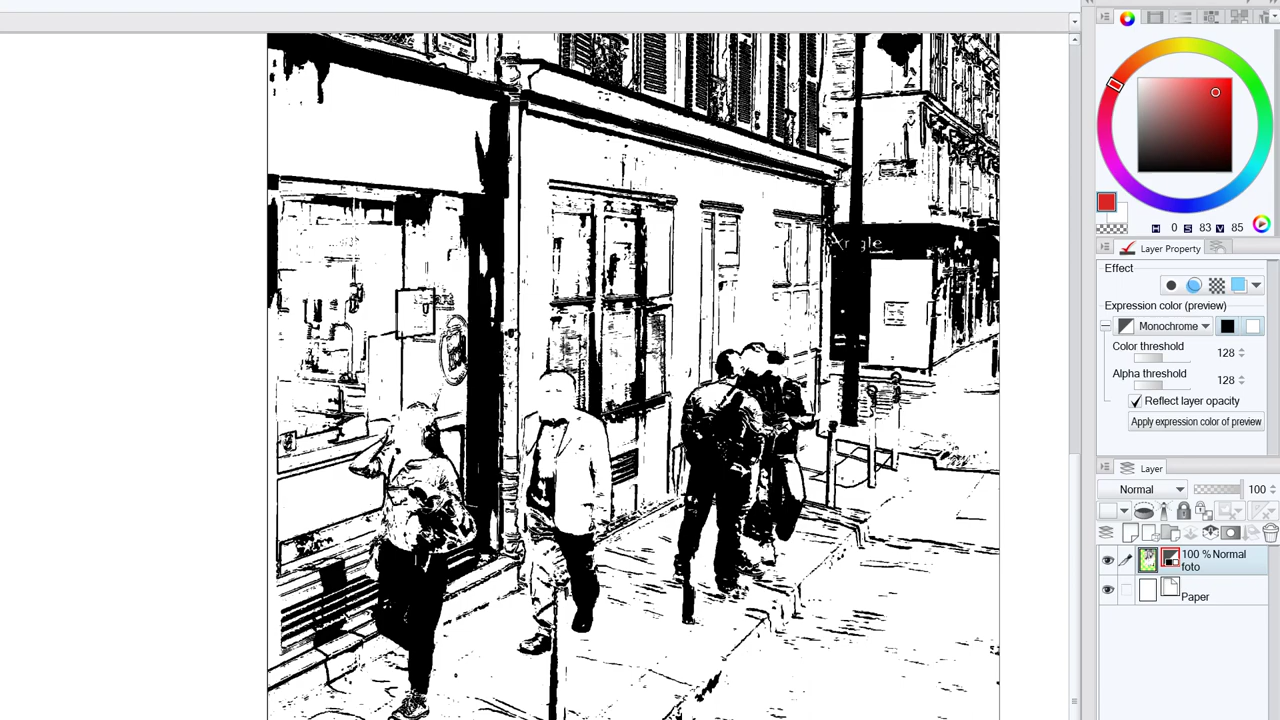 H 0 S 83 V 85
Layer Property
Effect
Expression color (preview)
Monochrome
Color threshold
128
Alpha threshold
128
Reflect layer opacity
Apply expression color of preview
Layer
Normal
100
100 % Normal
foto
Paper